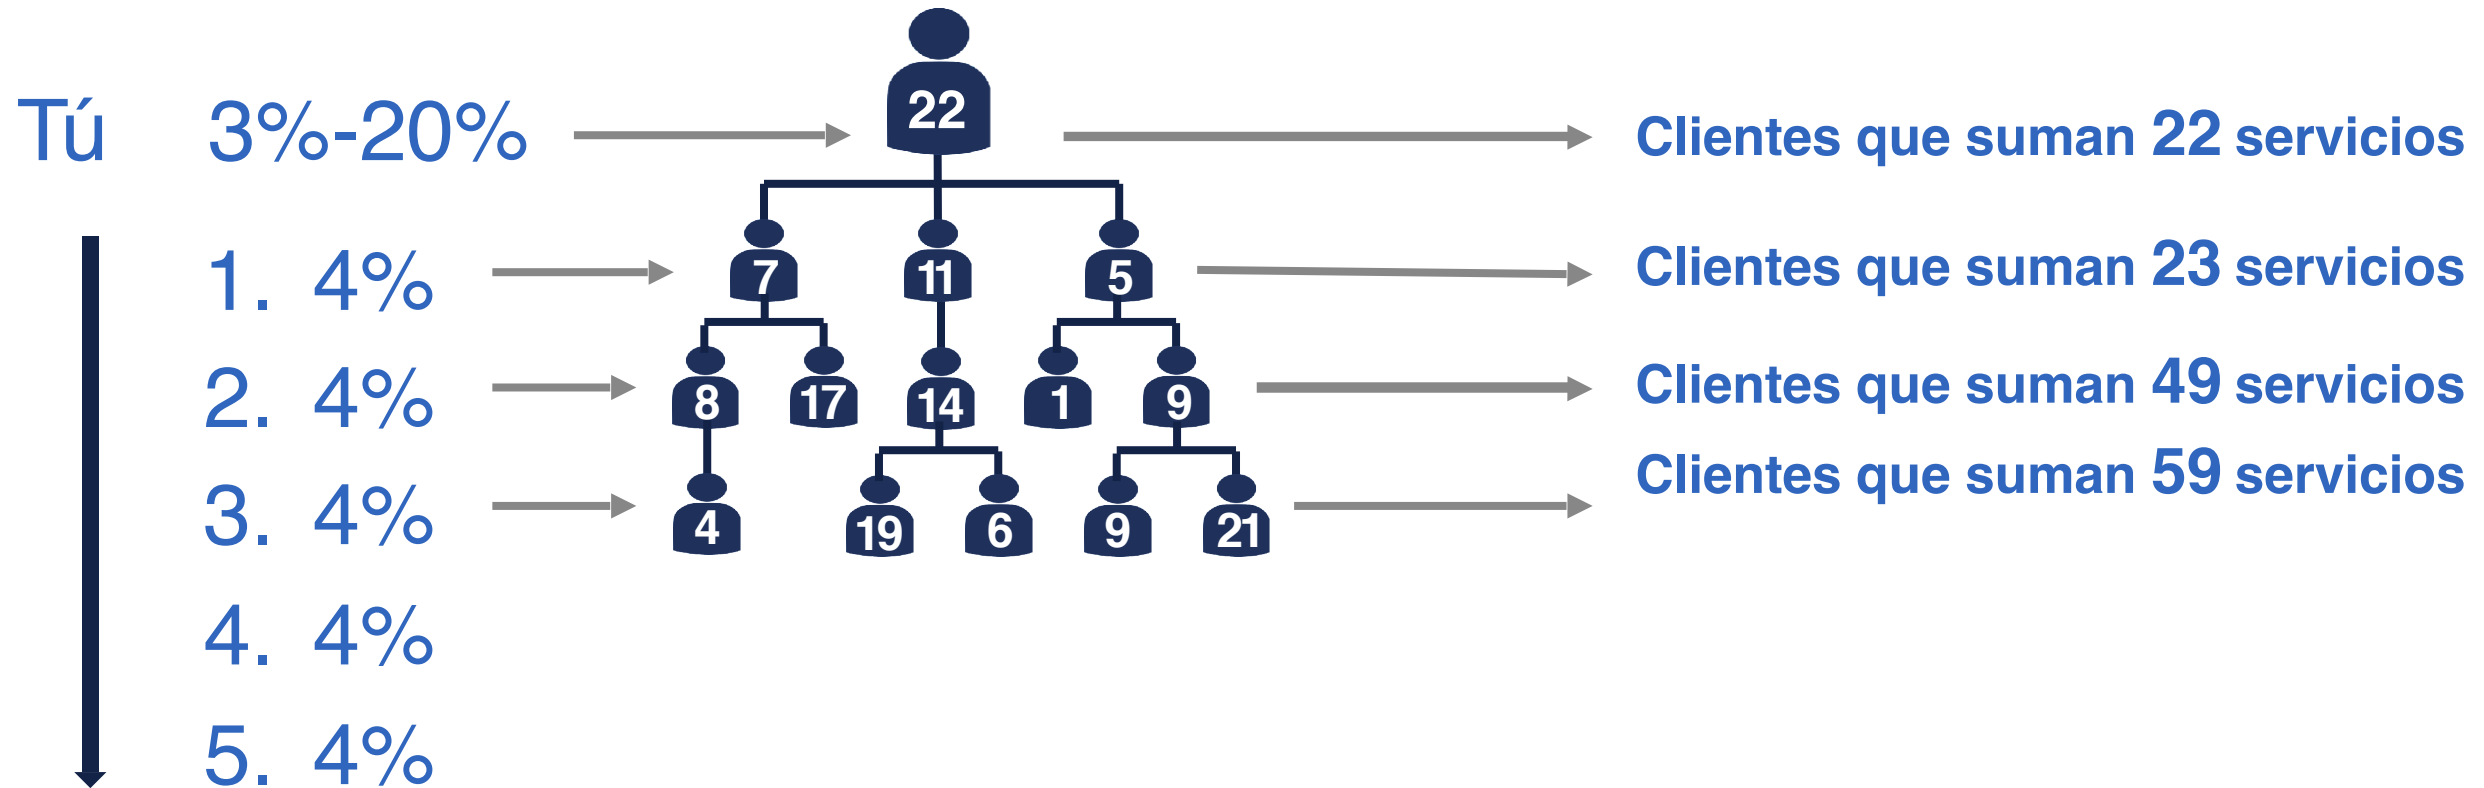 Tú 3%-20% 22 Clientes que suman 22 servicios
1. 4% 7 11 5 Clientes que suman 23 servicios
2. 4% 8 17 14 1 9 Clientes que suman 49 servicios
3. 4% 4 19 6 9 21 Clientes que suman 59 servicios
4. 4%
5. 4%